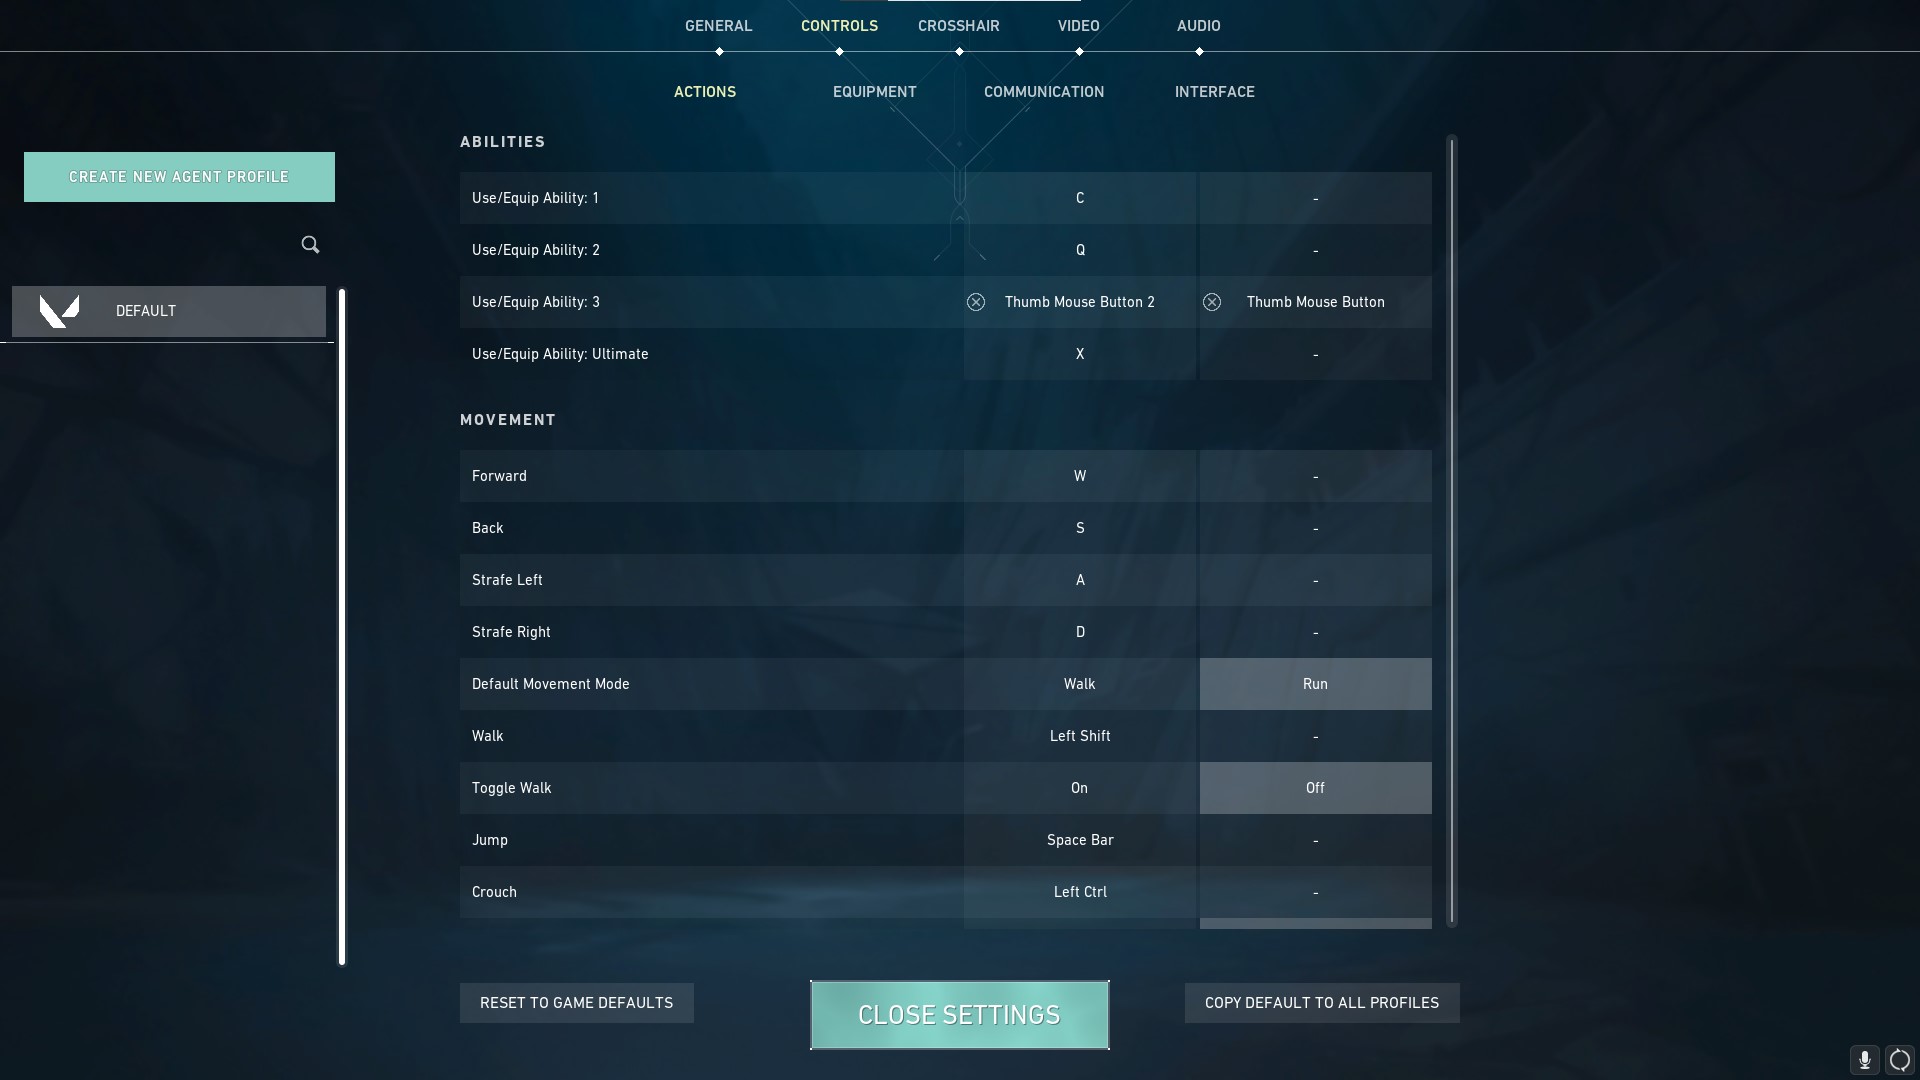 GENERAL CONTROLS CROSSHAIR VIDEO AUDIO
ACTIONS EQUIPMENT COMMUNICATION INTERFACE
CREATE NEW AGENT PROFILE
DEFAULT
ABILITIES
Use/Equip Ability: 1 C -
Use/Equip Ability: 2 Q -
Use/Equip Ability: 3 Thumb Mouse Button 2 Thumb Mouse Button
Use/Equip Ability: Ultimate X -
MOVEMENT
Forward W -
Back S -
Strafe Left A -
Strafe Right D -
Default Movement Mode Walk Run
Walk Left Shift -
Toggle Walk On Off
Jump Space Bar -
Crouch Left Ctrl -
RESET TO GAME DEFAULTS
CLOSE SETTINGS
COPY DEFAULT TO ALL PROFILES